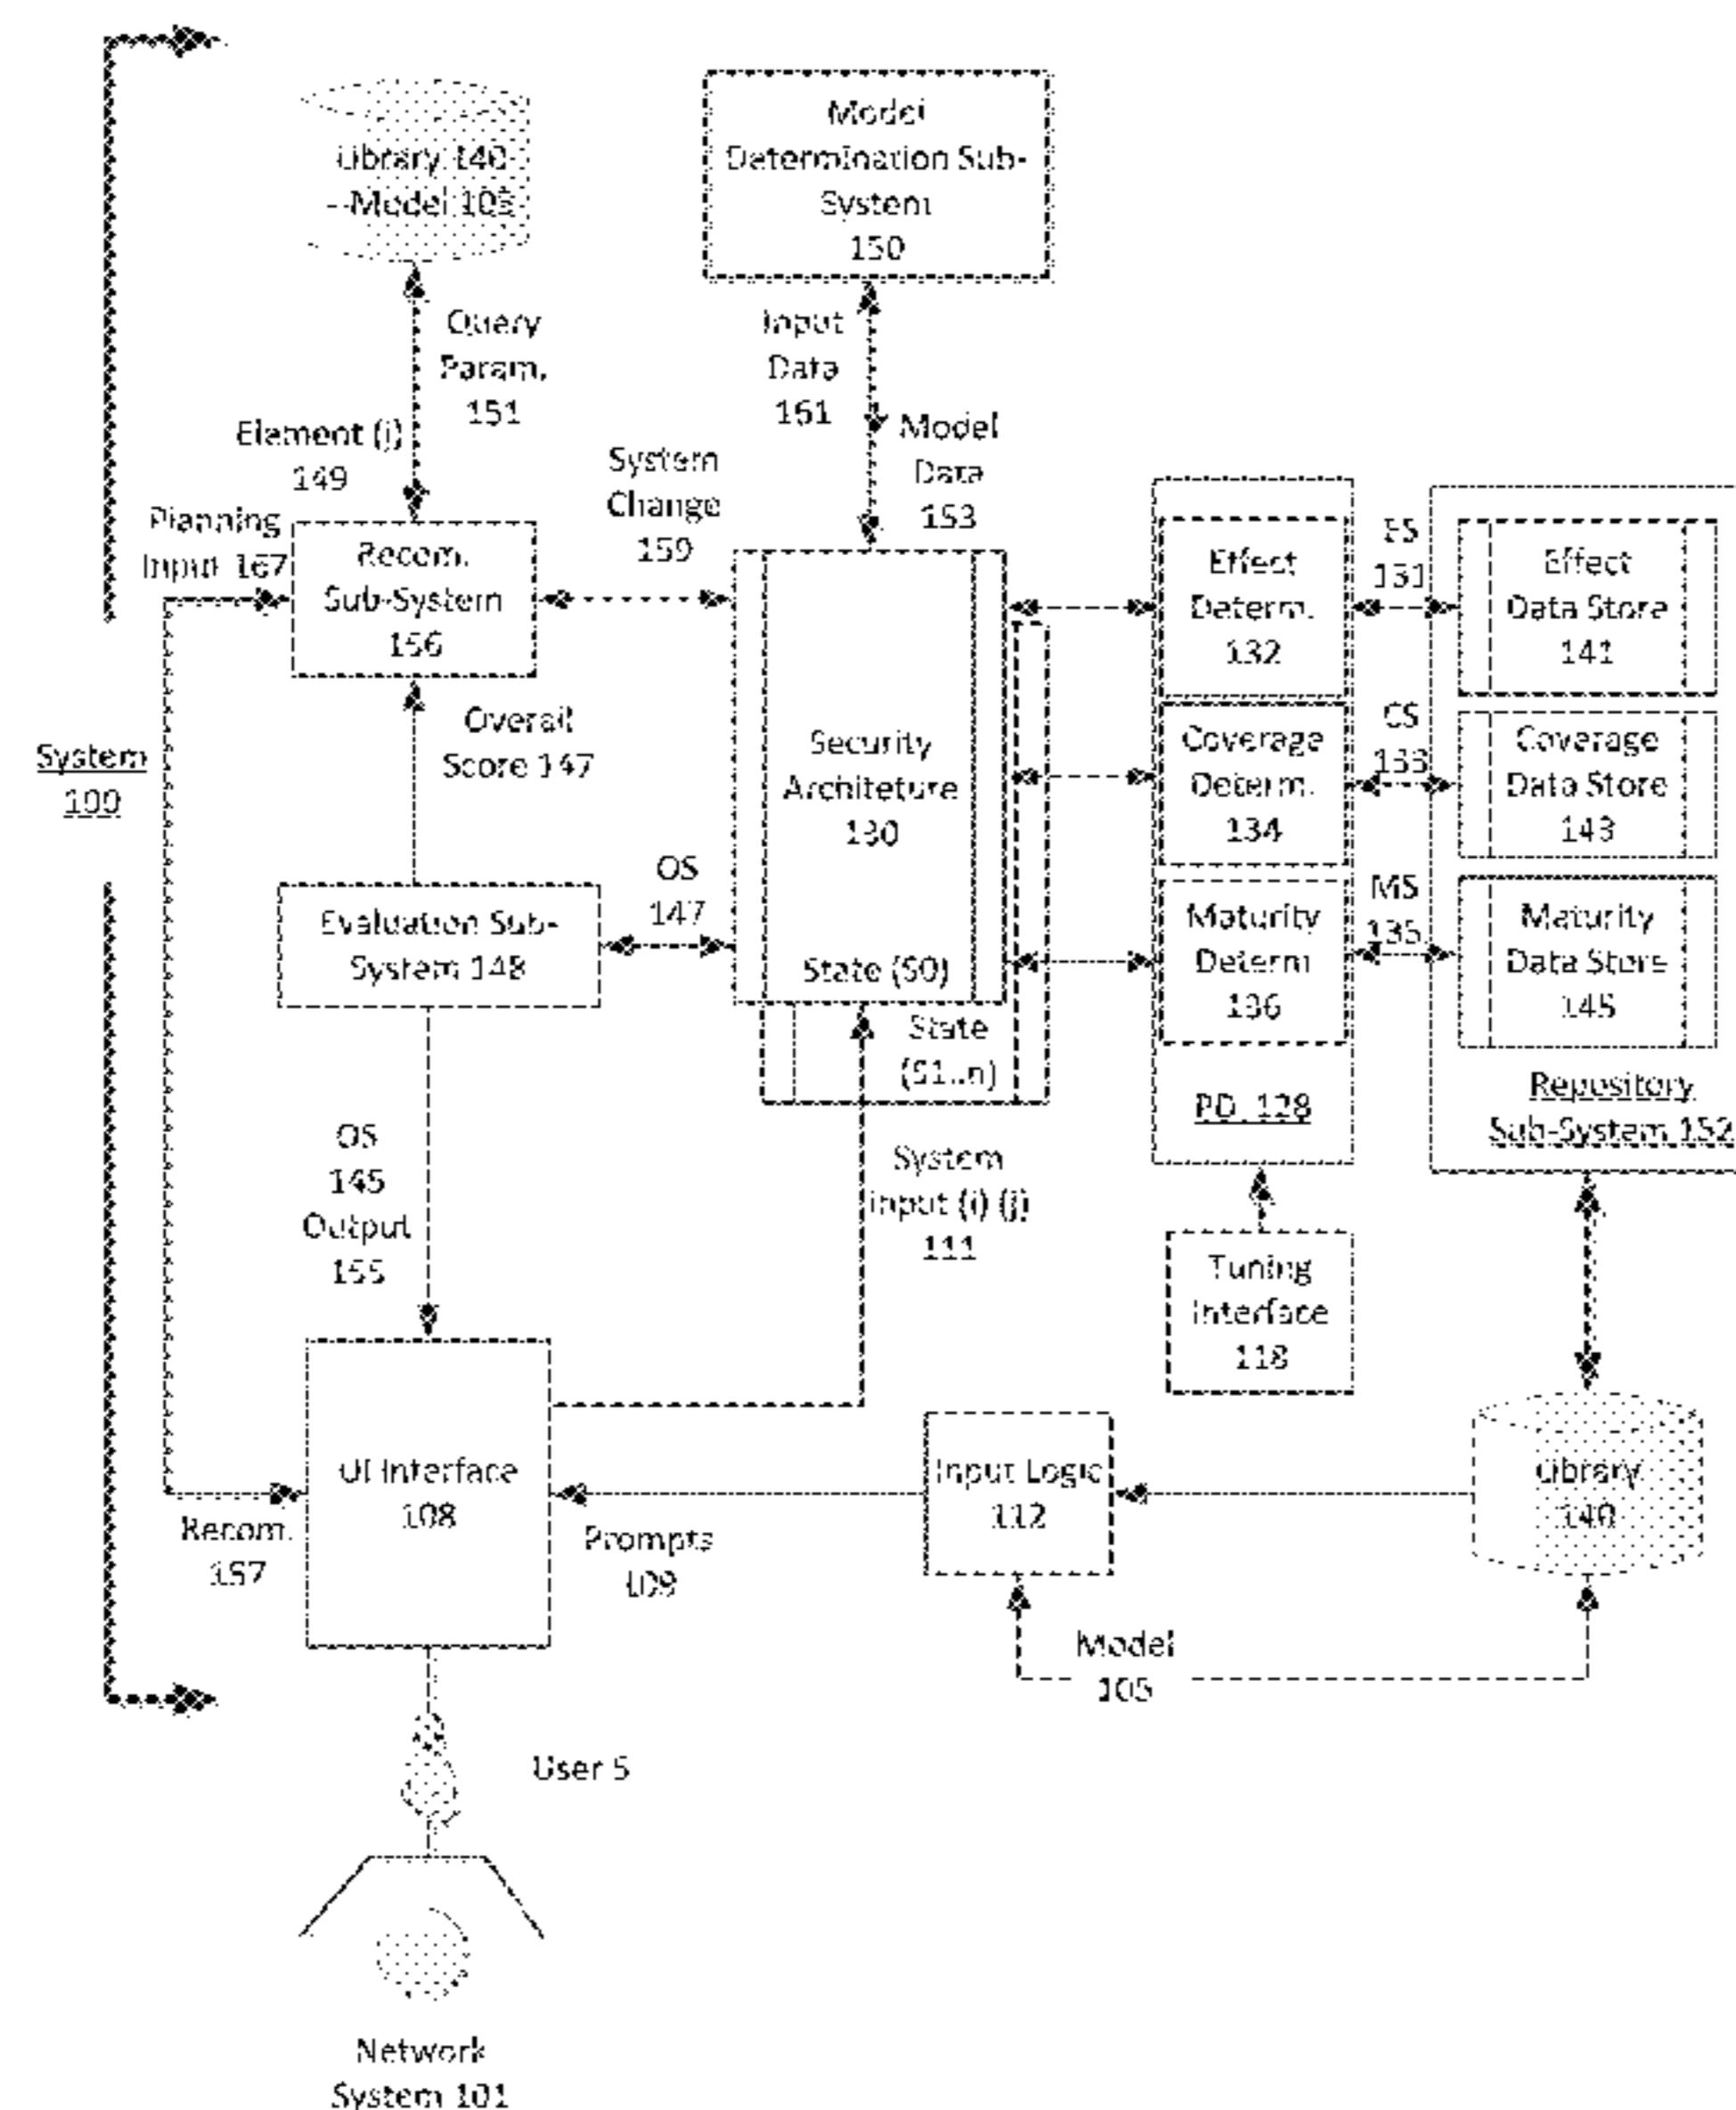 Library 140
Model 105
Model
Determination Sub-
System
150
Query
Param.
151
Input
Data
161
Element (j)
149
Model
Data
153
System
Change
159
Planning
Input 167
Recom.
Sub-System
156
Effect
Determ.
132
ES
131
Effect
Data Store
141
Overall
Score 147
System
100
Security
Architeture
130
Coverage
Determ.
134
CS
133
Coverage
Data Store
143
OS
147
Evaluation Sub-
System 148
State (S0)
State
(S1..n)
Maturity
Determ
136
MS
135
Maturity
Data Store
145
PD 128
Repository
Sub-System 152
OS
145
Output
155
System
input (i) (j)
111
Tuning
Interface
118
UI Interface
108
Recom.
157
Prompts
109
Input Logic
112
Library
140
Model
105
User 5
Network
System 101